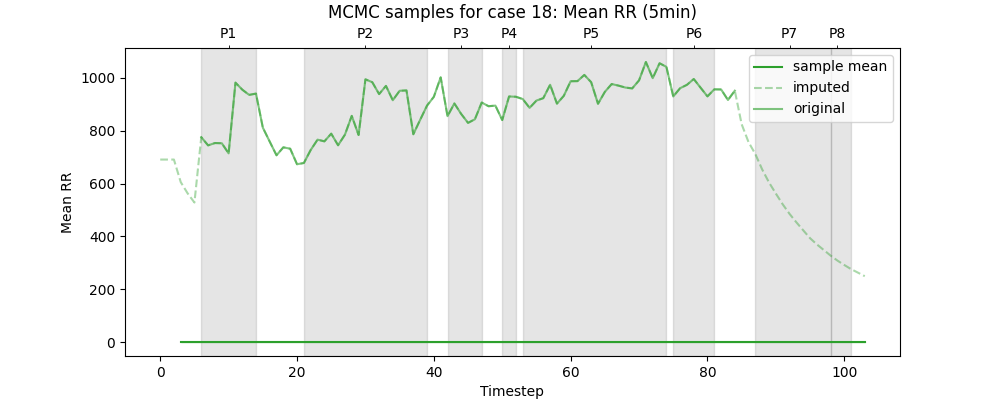 MCMC samples for case 18: Mean RR (5min)
P1 P2 P3 P4 P5 P6 P7 P8
sample mean
imputed
original
1000
800
600
400
200
0
Mean RR
0 20 40 60 80 100
Timestep